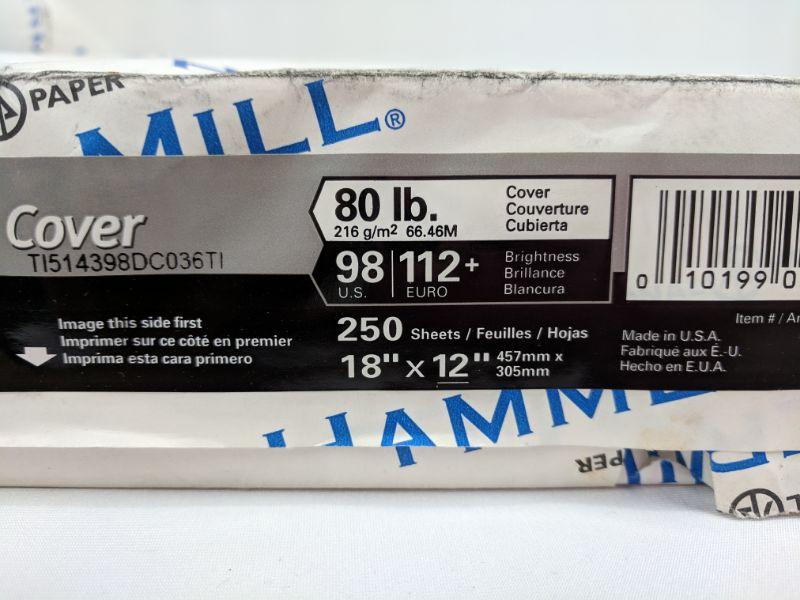 PAPER
MILL®
Cover
TI514398DC036TI
80 lb.
216 g/m² 66.46M
Cover
Couverture
Cubierta
98 | 112+
U.S. EURO
Brightness
Brillance
Blancura
0 10199 0
Image this side first
Imprimer sur ce côté en premier
Imprima esta cara primero
250 Sheets / Feuilles / Hojas
18" x 12" 457mm x
305mm
Item # / Ar
Made in U.S.A.
Fabriqué aux É.-U.
Hecho en E.U.A.
HAMME
PER